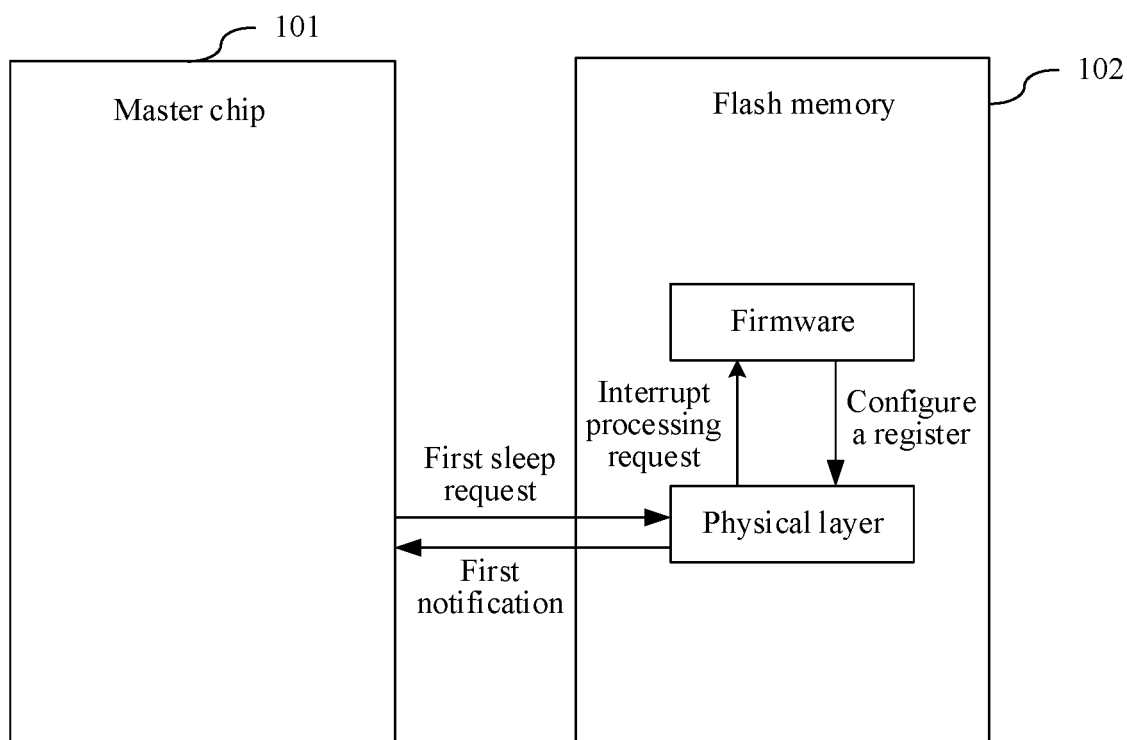 101
102
Master chip
Flash memory
Firmware
Interrupt
processing
request
Configure
a register
First sleep
request
Physical layer
First
notification